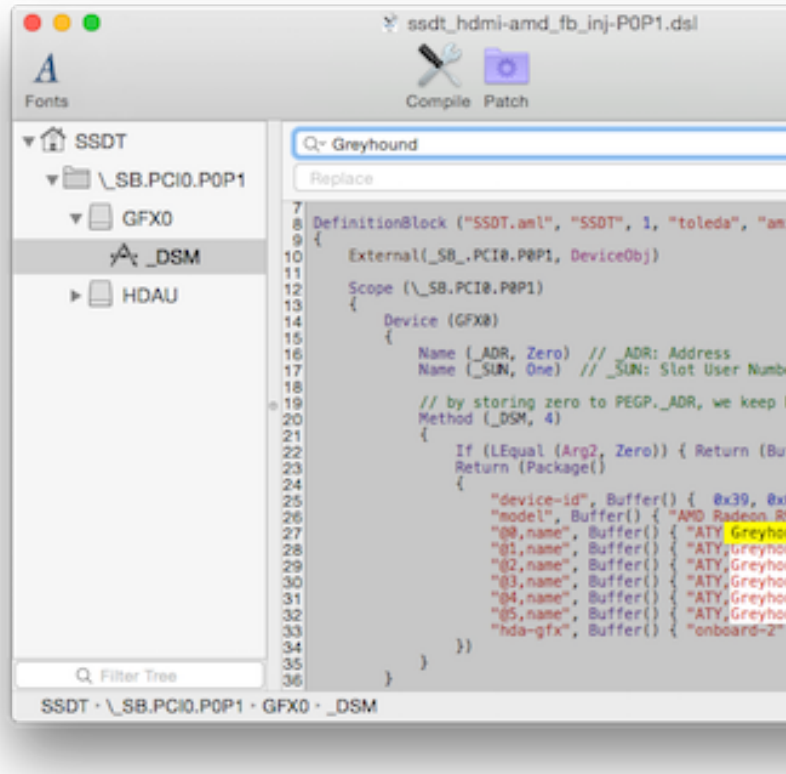 ssdt_hdmi-amd_fb_inj-P0P1.dsl
A
Fonts
Compile Patch
SSDT
\_SB.PCI0.P0P1
GFX0
_DSM
HDAU
Filter Tree
Greyhound
Replace
7
8 DefinitionBlock ("SSDT.aml", "SSDT", 1, "toleda", "am
9 {
10 External(_SB_.PCI0.P0P1, DeviceObj)
11
12 Scope (\_SB.PCI0.P0P1)
13 {
14 Device (GFX0)
15 {
16 Name (_ADR, Zero) // _ADR: Address
17 Name (_SUN, One) // _SUN: Slot User Numbe
18
19 // by storing zero to PEGP._ADR, we keep
20 Method (_DSM, 4)
21 {
22 If (LEqual (Arg2, Zero)) { Return (Bu
23 Return (Package()
24 {
25 "device-id", Buffer() { 0x39, 0x
26 "model", Buffer() { "AMD Radeon R
27 "@0,name", Buffer() { "ATY,Greyho
28 "@1,name", Buffer() { "ATY,Greyho
29 "@2,name", Buffer() { "ATY,Greyho
30 "@3,name", Buffer() { "ATY,Greyho
31 "@4,name", Buffer() { "ATY,Greyho
32 "@5,name", Buffer() { "ATY,Greyho
33 "hda-gfx", Buffer() { "onboard-2"
34 })
35 }
36 }
SSDT · \_SB.PCI0.P0P1 · GFX0 · _DSM